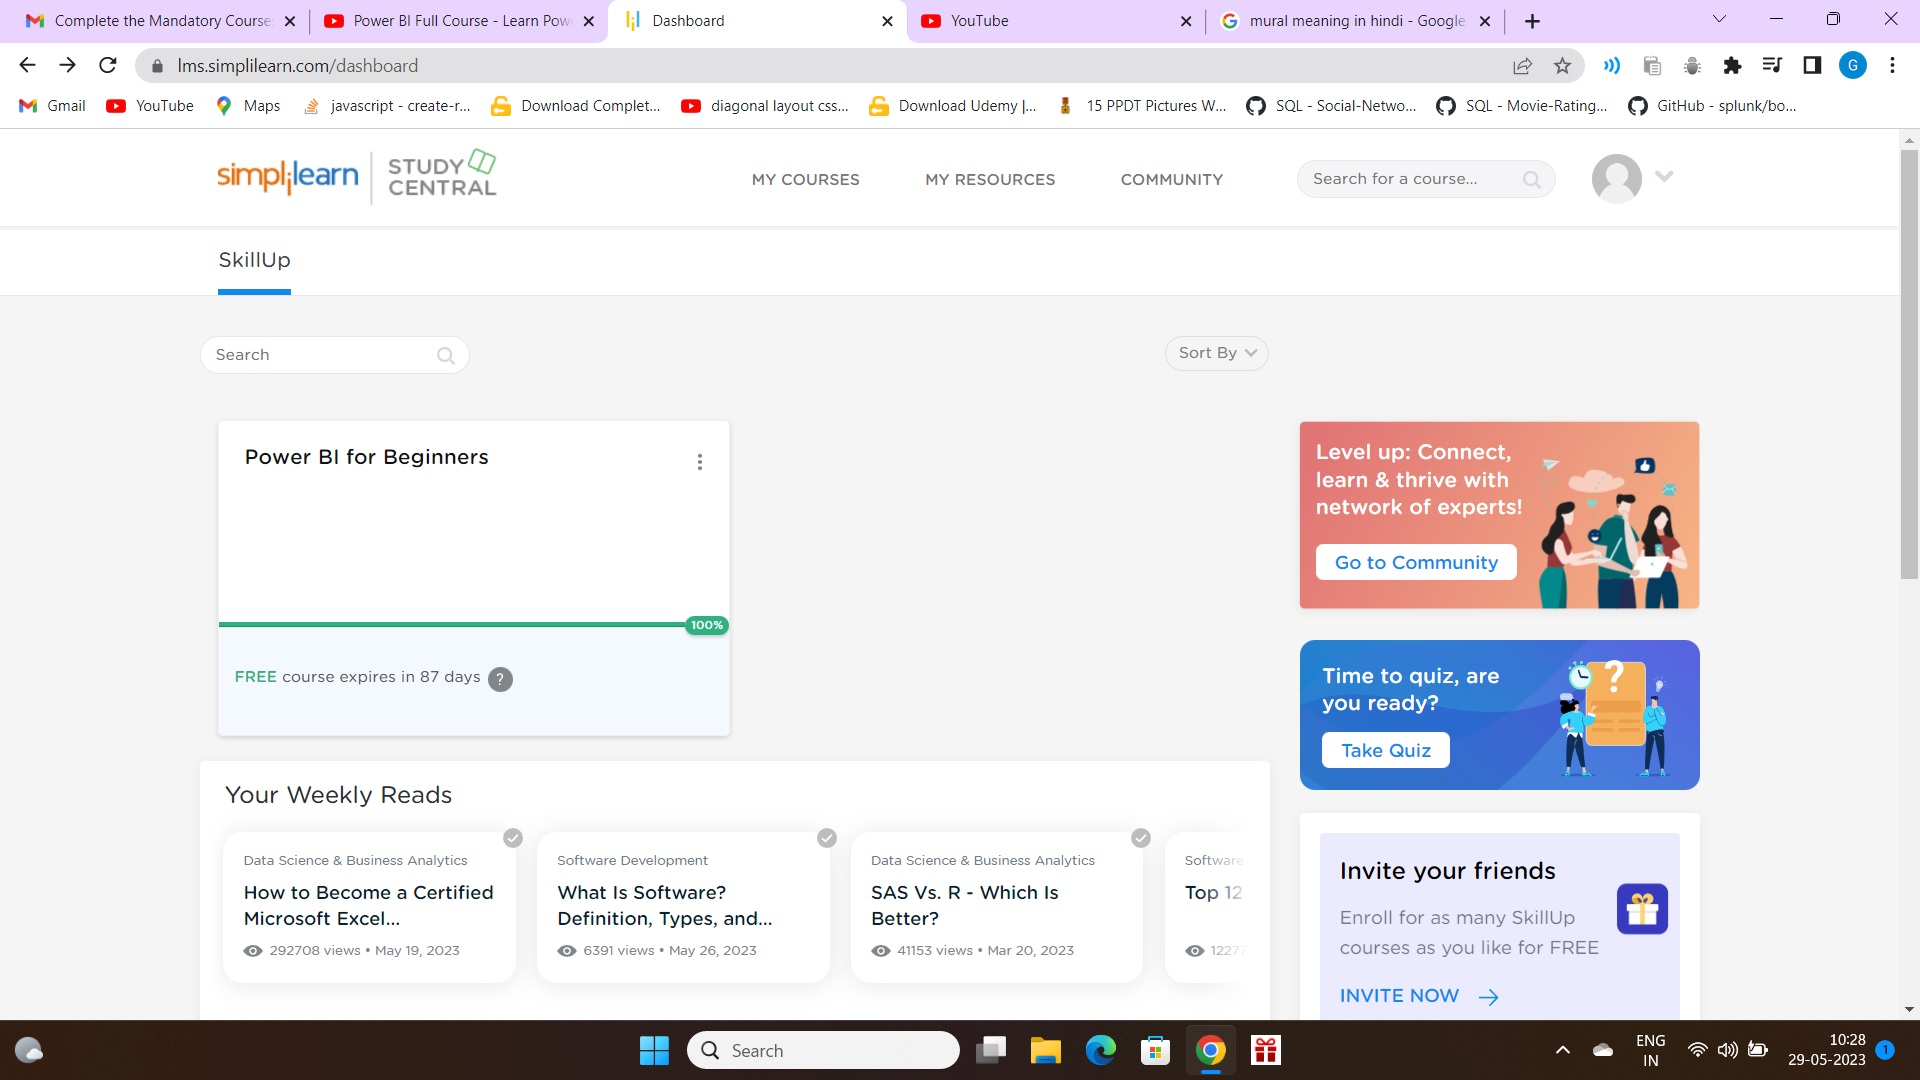 Complete the Mandatory Course
Power BI Full Course - Learn Pow
Dashboard
YouTube
mural meaning in hindi - Google
lms.simplilearn.com/dashboard
G
Gmail
YouTube
Maps
javascript - create-r...
Download Complet...
diagonal layout css...
Download Udemy |...
15 PPDT Pictures W...
SQL - Social-Netwo...
SQL - Movie-Rating...
GitHub - splunk/bo...
simplilearn
STUDY
CENTRAL
MY COURSES
MY RESOURCES
COMMUNITY
Search for a course...
SkillUp
Search
Sort By
Power BI for Beginners
100%
FREE course expires in 87 days ?
Level up: Connect,
learn & thrive with
network of experts!
Go to Community
Time to quiz, are
you ready?
Take Quiz
Your Weekly Reads
Data Science & Business Analytics
How to Become a Certified
Microsoft Excel...
292708 views • May 19, 2023
Software Development
What Is Software?
Definition, Types, and...
6391 views • May 26, 2023
Data Science & Business Analytics
SAS Vs. R - Which Is
Better?
41153 views • Mar 20, 2023
Software
Top 12
12277
Invite your friends
Enroll for as many SkillUp
courses as you like for FREE
INVITE NOW
Search
ENG
IN
10:28
29-05-2023
1